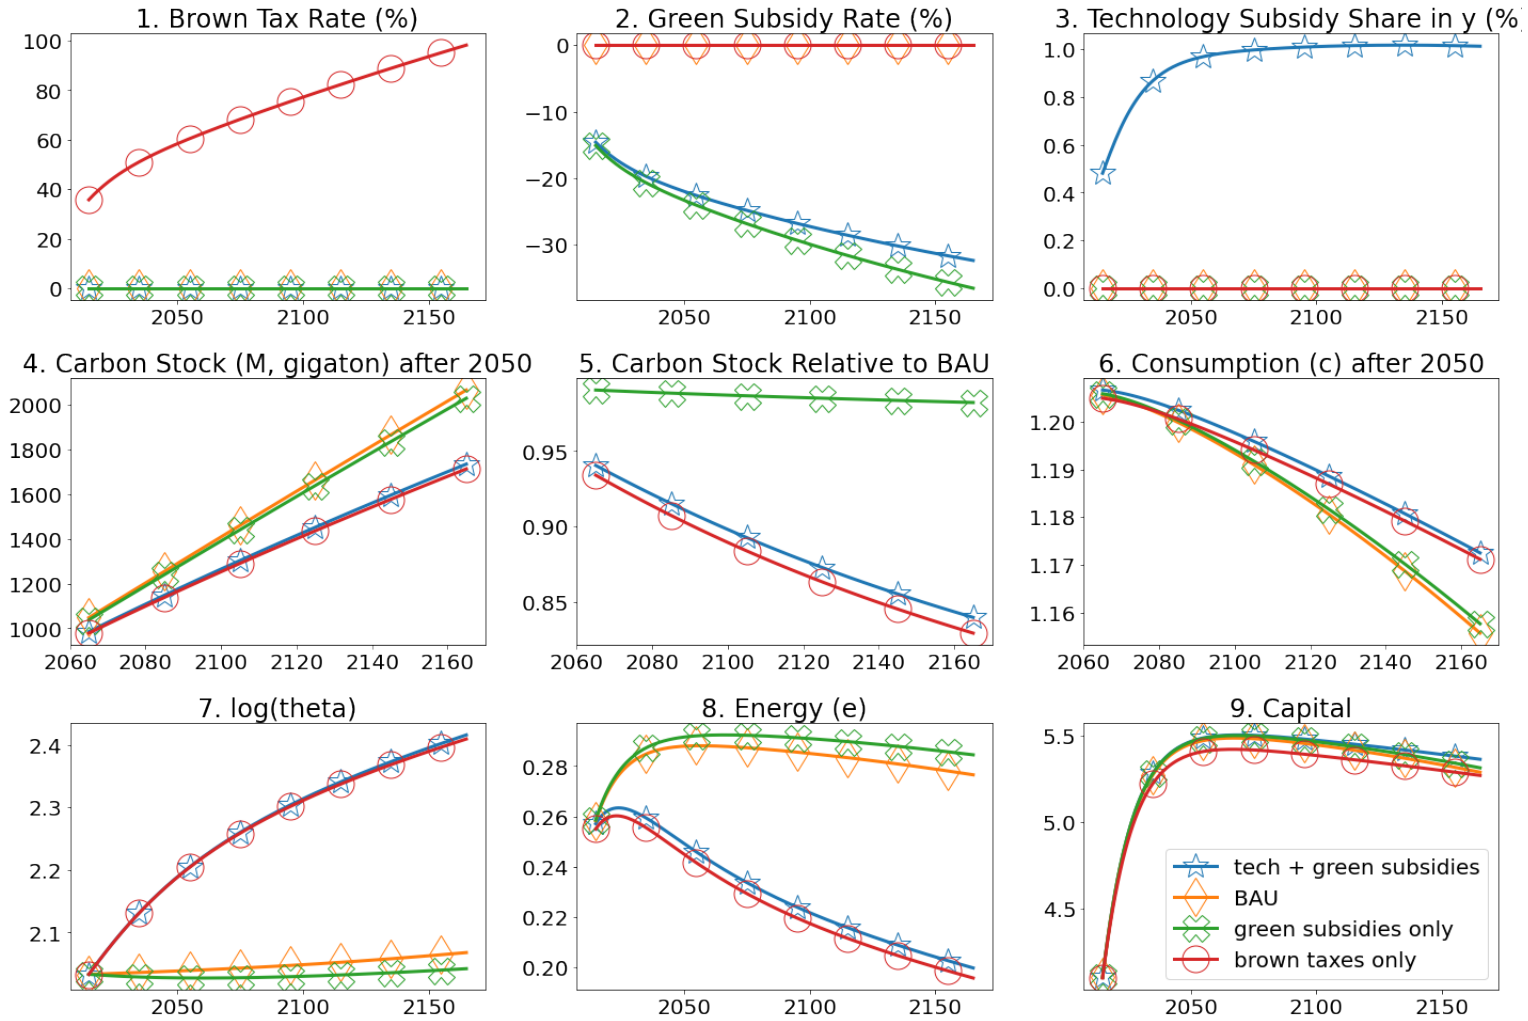 1. Brown Tax Rate (%)
2. Green Subsidy Rate (%)
3. Technology Subsidy Share in y (%)
100
80
60
40
20
0
2050 2100 2150
0
−10
−20
−30
2050 2100 2150
1.0
0.8
0.6
0.4
0.2
0.0
2050 2100 2150
4. Carbon Stock (M, gigaton) after 2050
5. Carbon Stock Relative to BAU
6. Consumption (c) after 2050
2000
1800
1600
1400
1200
1000
2060 2080 2100 2120 2140 2160
0.95
0.90
0.85
2060 2080 2100 2120 2140 2160
1.20
1.19
1.18
1.17
1.16
2060 2080 2100 2120 2140 2160
7. log(theta)
8. Energy (e)
9. Capital
2.4
2.3
2.2
2.1
2050 2100 2150
0.28
0.26
0.24
0.22
0.20
2050 2100 2150
5.5
5.0
4.5
2050 2100 2150
tech + green subsidies
BAU
green subsidies only
brown taxes only